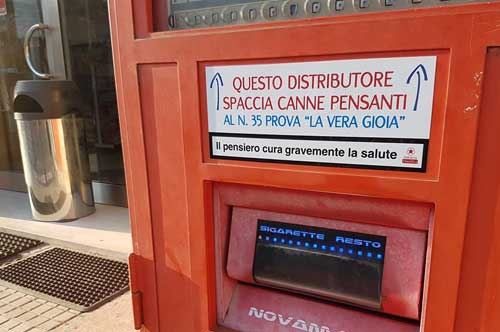 QUESTO DISTRIBUTORE
SPACCIA CANNE PENSANTI
AL N. 35 PROVA "LA VERA GIOIA"
Il pensiero cura gravemente la salute
SIGARETTE RESTO